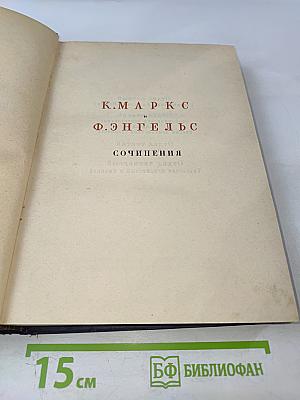 К. МАРКС
и
Ф. ЭНГЕЛЬС
СОЧИНЕНИЯ
15 см
БФ БИБЛИОФАН